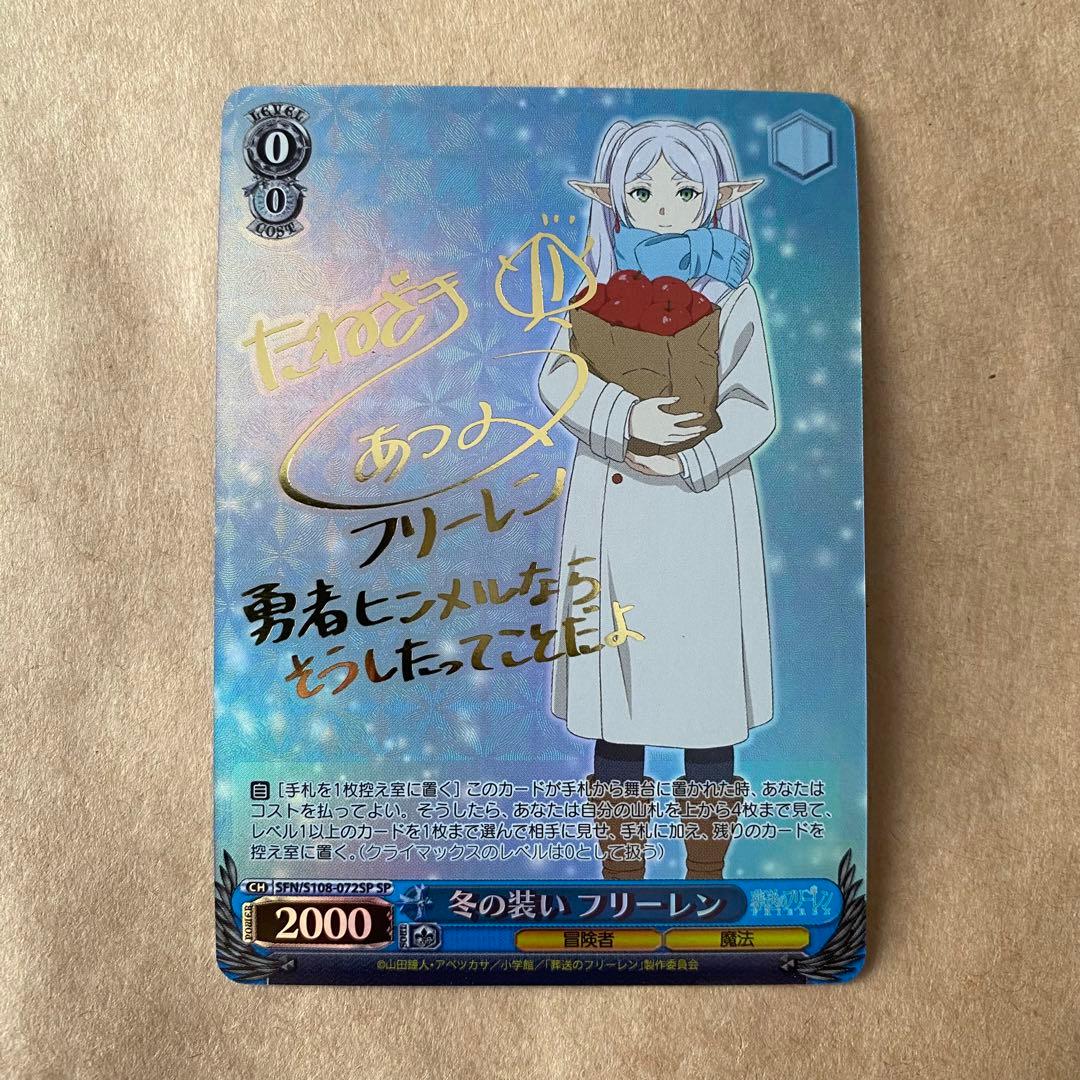 LEVEL
0
0
COST
たねざき
あつみ
フリーレン
勇者ヒンメルなら
そうしたってことだよ
自 [手札を1枚控え室に置く] このカードが手札から舞台に置かれた時、あなたは
コストを払ってよい。そうしたら、あなたは自分の山札を上から4枚まで見て、
レベル1以上のカードを1枚まで選んで相手に見せ、手札に加え、残りのカードを
控え室に置く。(クライマックスのレベルは0として扱う)
CH SFN/S108-072SP SP
POWER 2000
冬の装い フリーレン
葬送のフリーレン
FRIEREN
冒険者 魔法
©山田鐘人・アベツカサ/小学館/「葬送のフリーレン」製作委員会